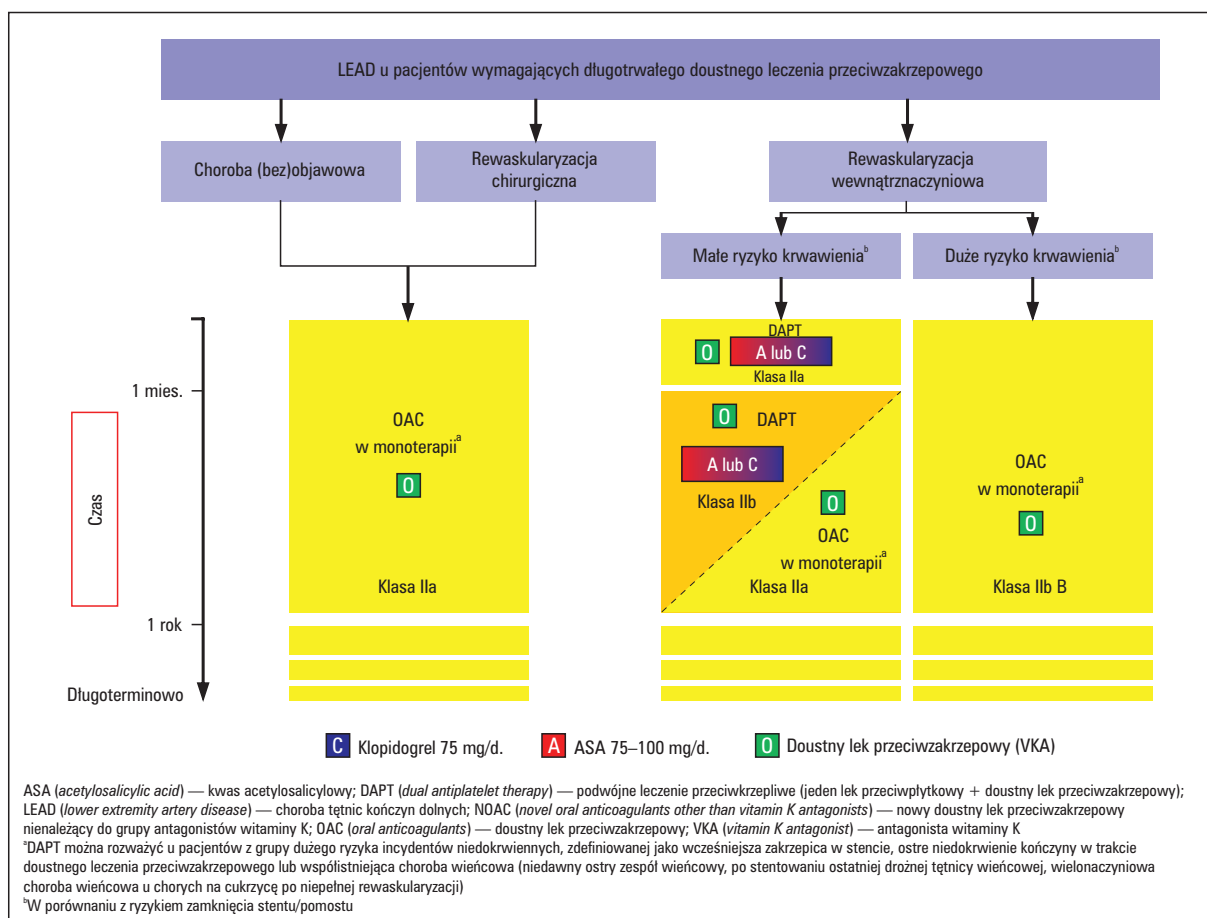 LEAD u pacjentów wymagających długotrwałego doustnego leczenia przeciwzakrzepowego
Choroba (bez)objawowa
Rewaskularyzacja
chirurgiczna
Rewaskularyzacja
wewnątrznaczyniowa
Małe ryzyko krwawieniaᵇ
Duże ryzyko krwawieniaᵇ
Czas
1 mies.
1 rok
Długoterminowo
OAC
w monoterapiiᵃ
O
Klasa IIa
DAPT
O A lub C
Klasa IIa
O DAPT
A lub C
Klasa IIb
O
OAC
w monoterapiiᵃ
Klasa IIa
OAC
w monoterapiiᵃ
O
Klasa IIb B
C Klopidogrel 75 mg/d. A ASA 75–100 mg/d. O Doustny lek przeciwzakrzepowy (VKA)
ASA (acetylosalicylic acid) — kwas acetylosalicylowy; DAPT (dual antiplatelet therapy) — podwójne leczenie przeciwkrzepliwe (jeden lek przeciwpłytkowy + doustny lek przeciwzakrzepowy);
LEAD (lower extremity artery disease) — choroba tętnic kończyn dolnych; NOAC (novel oral anticoagulants other than vitamin K antagonists) — nowy doustny lek przeciwzakrzepowy
nienależący do grupy antagonistów witaminy K; OAC (oral anticoagulants) — doustny lek przeciwzakrzepowy; VKA (vitamin K antagonist) — antagonista witaminy K
ᵃDAPT można rozważyć u pacjentów z grupy dużego ryzyka incydentów niedokrwiennych, zdefiniowanej jako wcześniejsza zakrzepica w stencie, ostre niedokrwienie kończyny w trakcie
doustnego leczenia przeciwzakrzepowego lub współistniejąca choroba wieńcowa (niedawny ostry zespół wieńcowy, po stentowaniu ostatniej drożnej tętnicy wieńcowej, wielonaczyniowa
choroba wieńcowa u chorych na cukrzycę po niepełnej rewaskularyzacji)
ᵇW porównaniu z ryzykiem zamknięcia stentu/pomostu